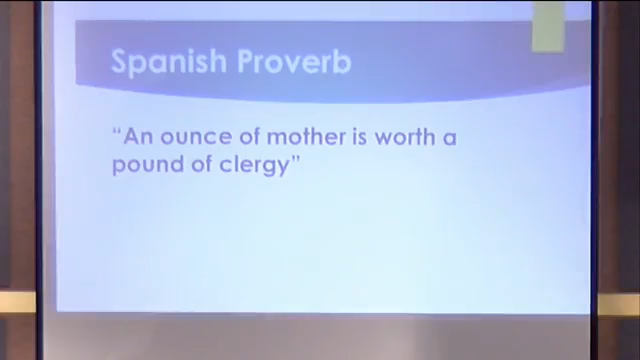 Spanish Proverb
“An ounce of mother is worth a
pound of clergy”